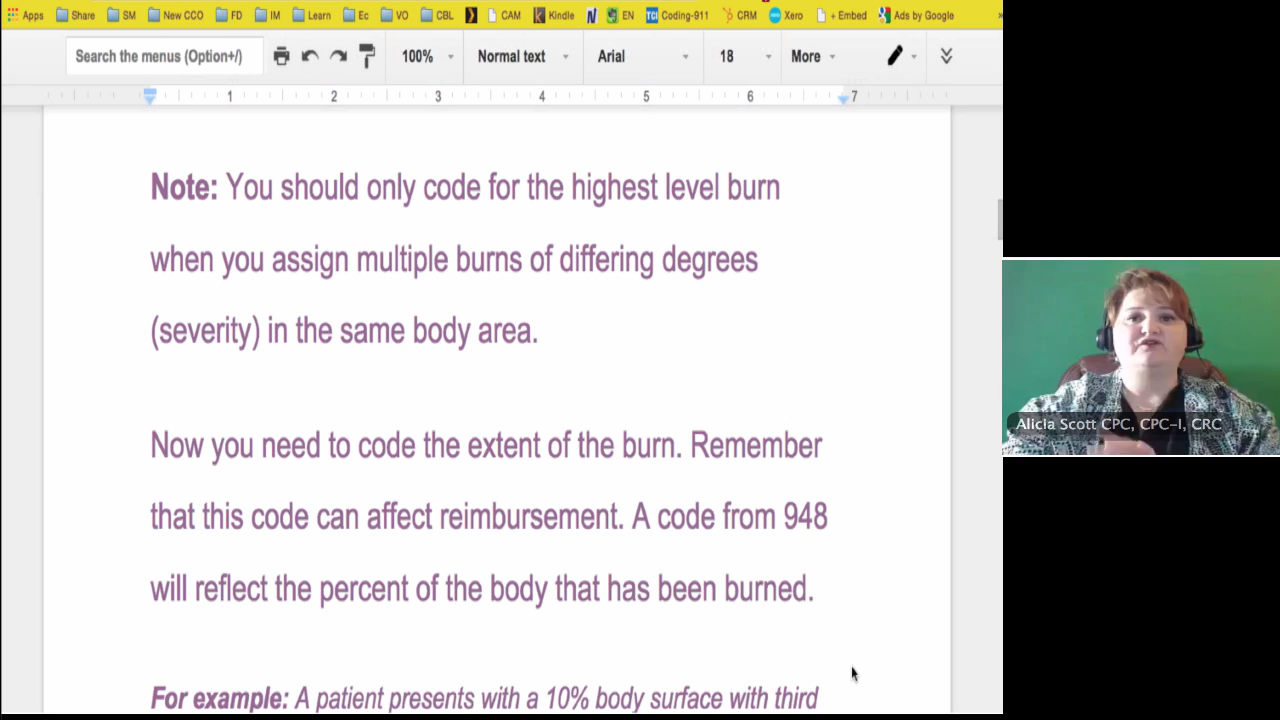 Apps Share SM New CCO FD IM Learn Ec VO CBL CAM Kindle EN TCI Coding-911 CRM Xero + Embed Ads by Google »
Search the menus (Option+/) 100% Normal text Arial 18 More
1 2 3 4 5 6 7
Note: You should only code for the highest level burn
when you assign multiple burns of differing degrees
(severity) in the same body area.
Alicia Scott CPC, CPC-I, CRC
Now you need to code the extent of the burn. Remember
that this code can affect reimbursement. A code from 948
will reflect the percent of the body that has been burned.
For example: A patient presents with a 10% body surface with third